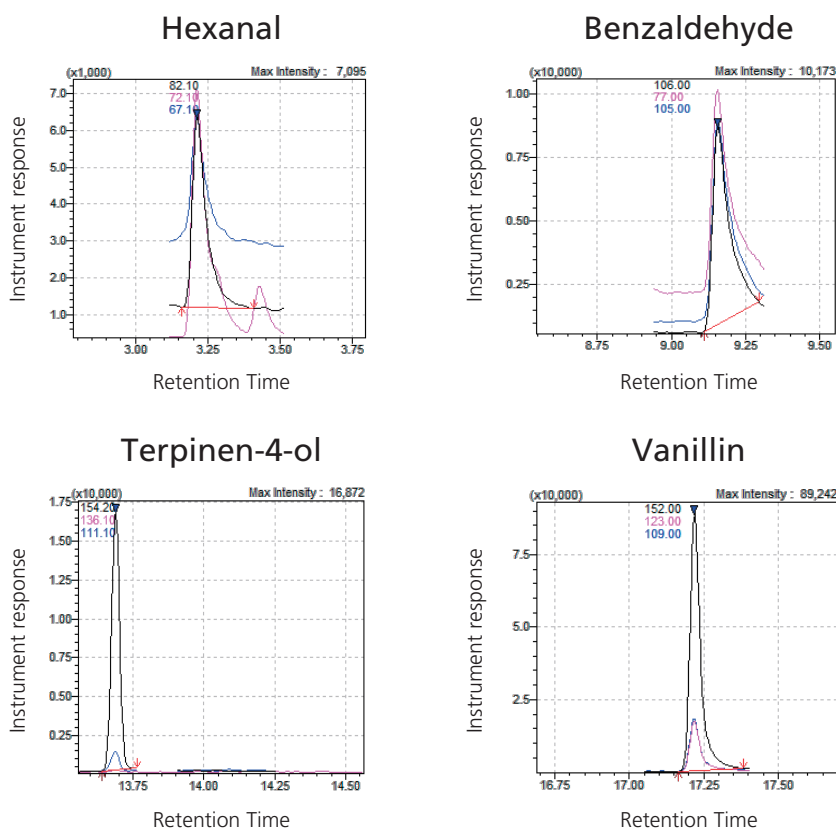 Hexanal
(x1,000) Max Intensity : 7,095
82.10
72.10
67.10
7.0
6.0
5.0
4.0
3.0
2.0
1.0
3.00 3.25 3.50 3.75
Instrument response
Retention Time
Benzaldehyde
(x10,000) Max Intensity : 10,173
106.00
77.00
105.00
1.00
0.75
0.50
0.25
8.75 9.00 9.25 9.50
Instrument response
Retention Time
Terpinen-4-ol
(x10,000) Max Intensity : 16,872
154.20
136.10
111.10
1.75
1.50
1.25
1.00
0.75
0.50
0.25
13.75 14.00 14.25 14.50
Instrument response
Retention Time
Vanillin
(x10,000) Max Intensity : 89,242
152.00
123.00
109.00
7.5
5.0
2.5
16.75 17.00 17.25 17.50
Instrument response
Retention Time